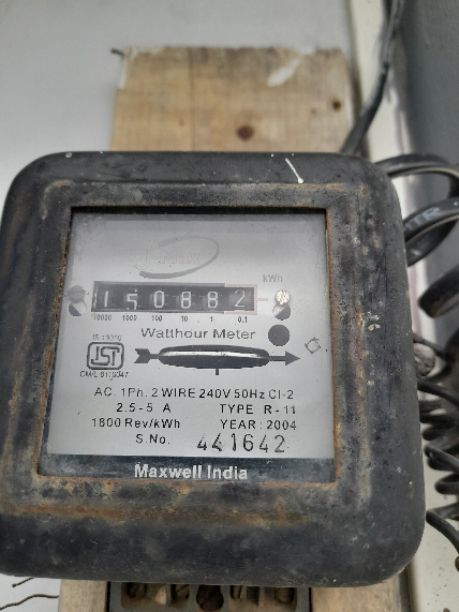 kWh
150882
10000 1000 100 10 1 0.1
Watthour Meter
AC. 1Ph. 2 WIRE 240V 50Hz Cl-2
2.5-5 A TYPE R-11
1800 Rev/kWh YEAR: 2004
S.No. 441642
Maxwell India